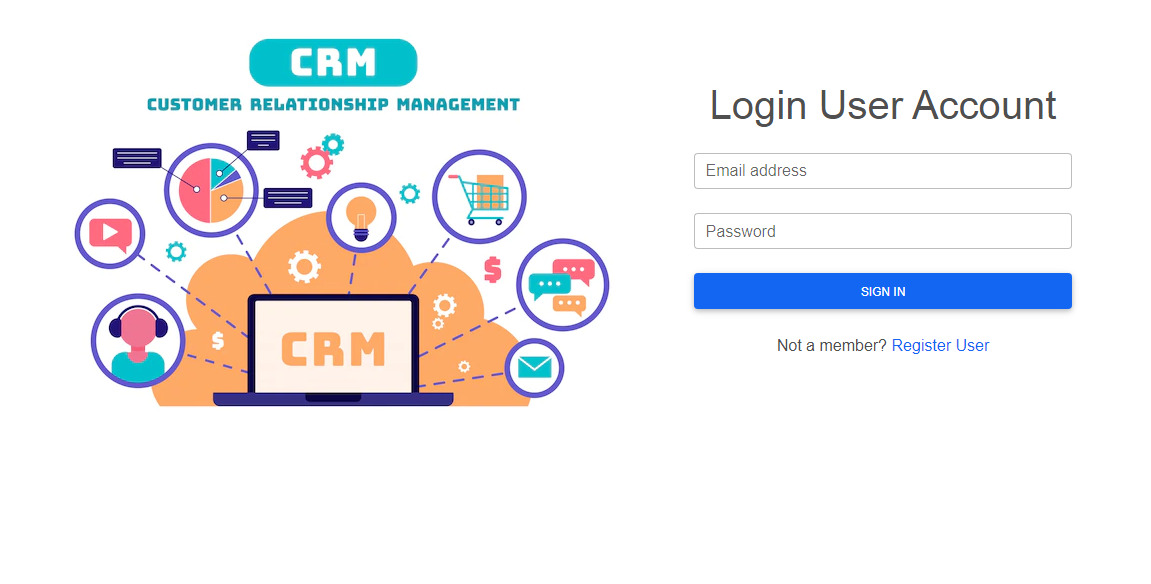 CRM
CUSTOMER RELATIONSHIP MANAGEMENT
$
$
CRM
Login User Account
Email address
Password
SIGN IN
Not a member? Register User